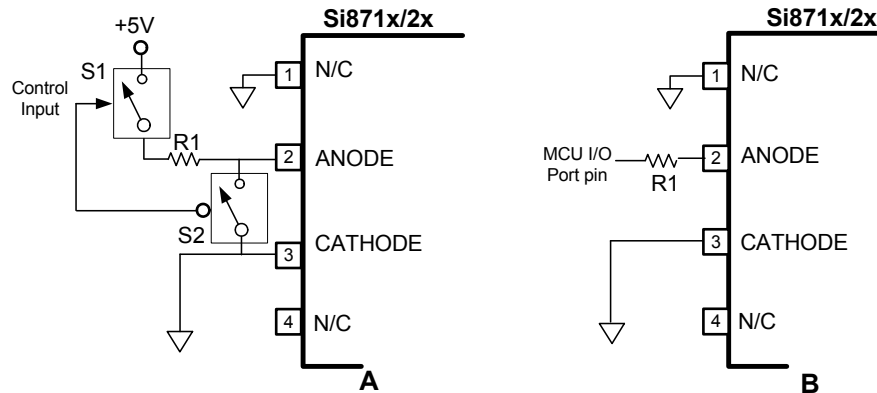 Si871x/2x
+5V
S1
Control
Input
R1
S2
1
N/C
2
ANODE
3
CATHODE
4
N/C
A
Si871x/2x
MCU I/O
Port pin
R1
1
N/C
2
ANODE
3
CATHODE
4
N/C
B